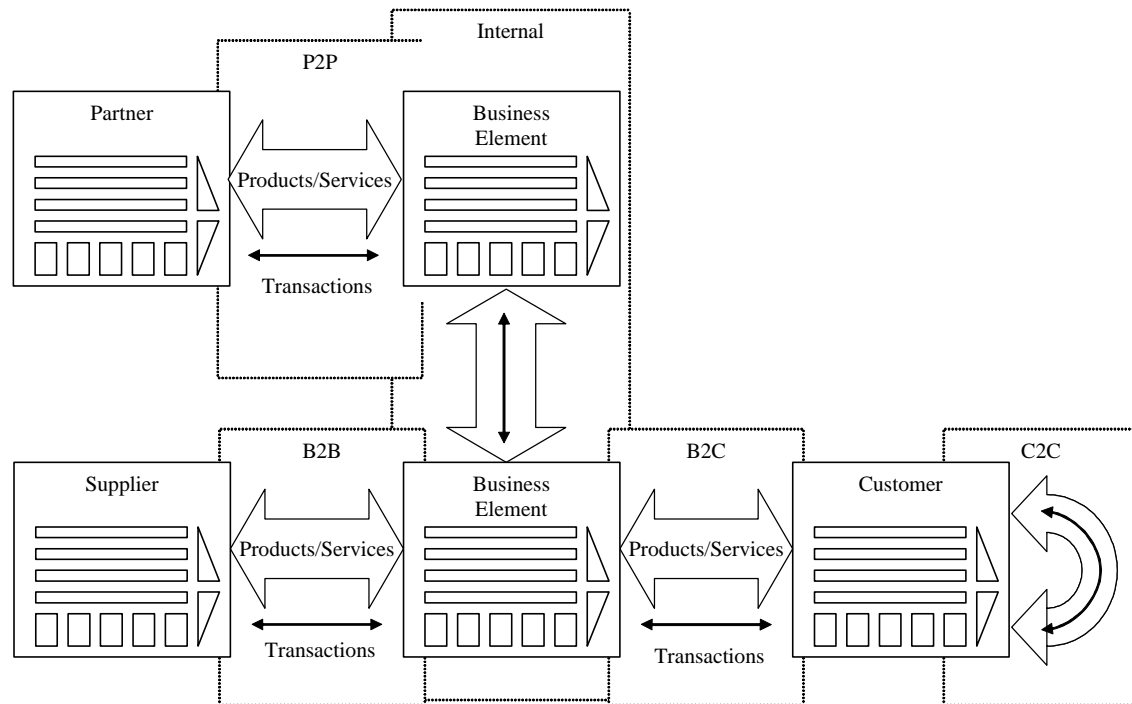 Internal
P2P
Partner
Business
Element
Products/Services
Transactions
B2B
B2C
C2C
Supplier
Business
Element
Customer
Products/Services
Products/Services
Transactions
Transactions